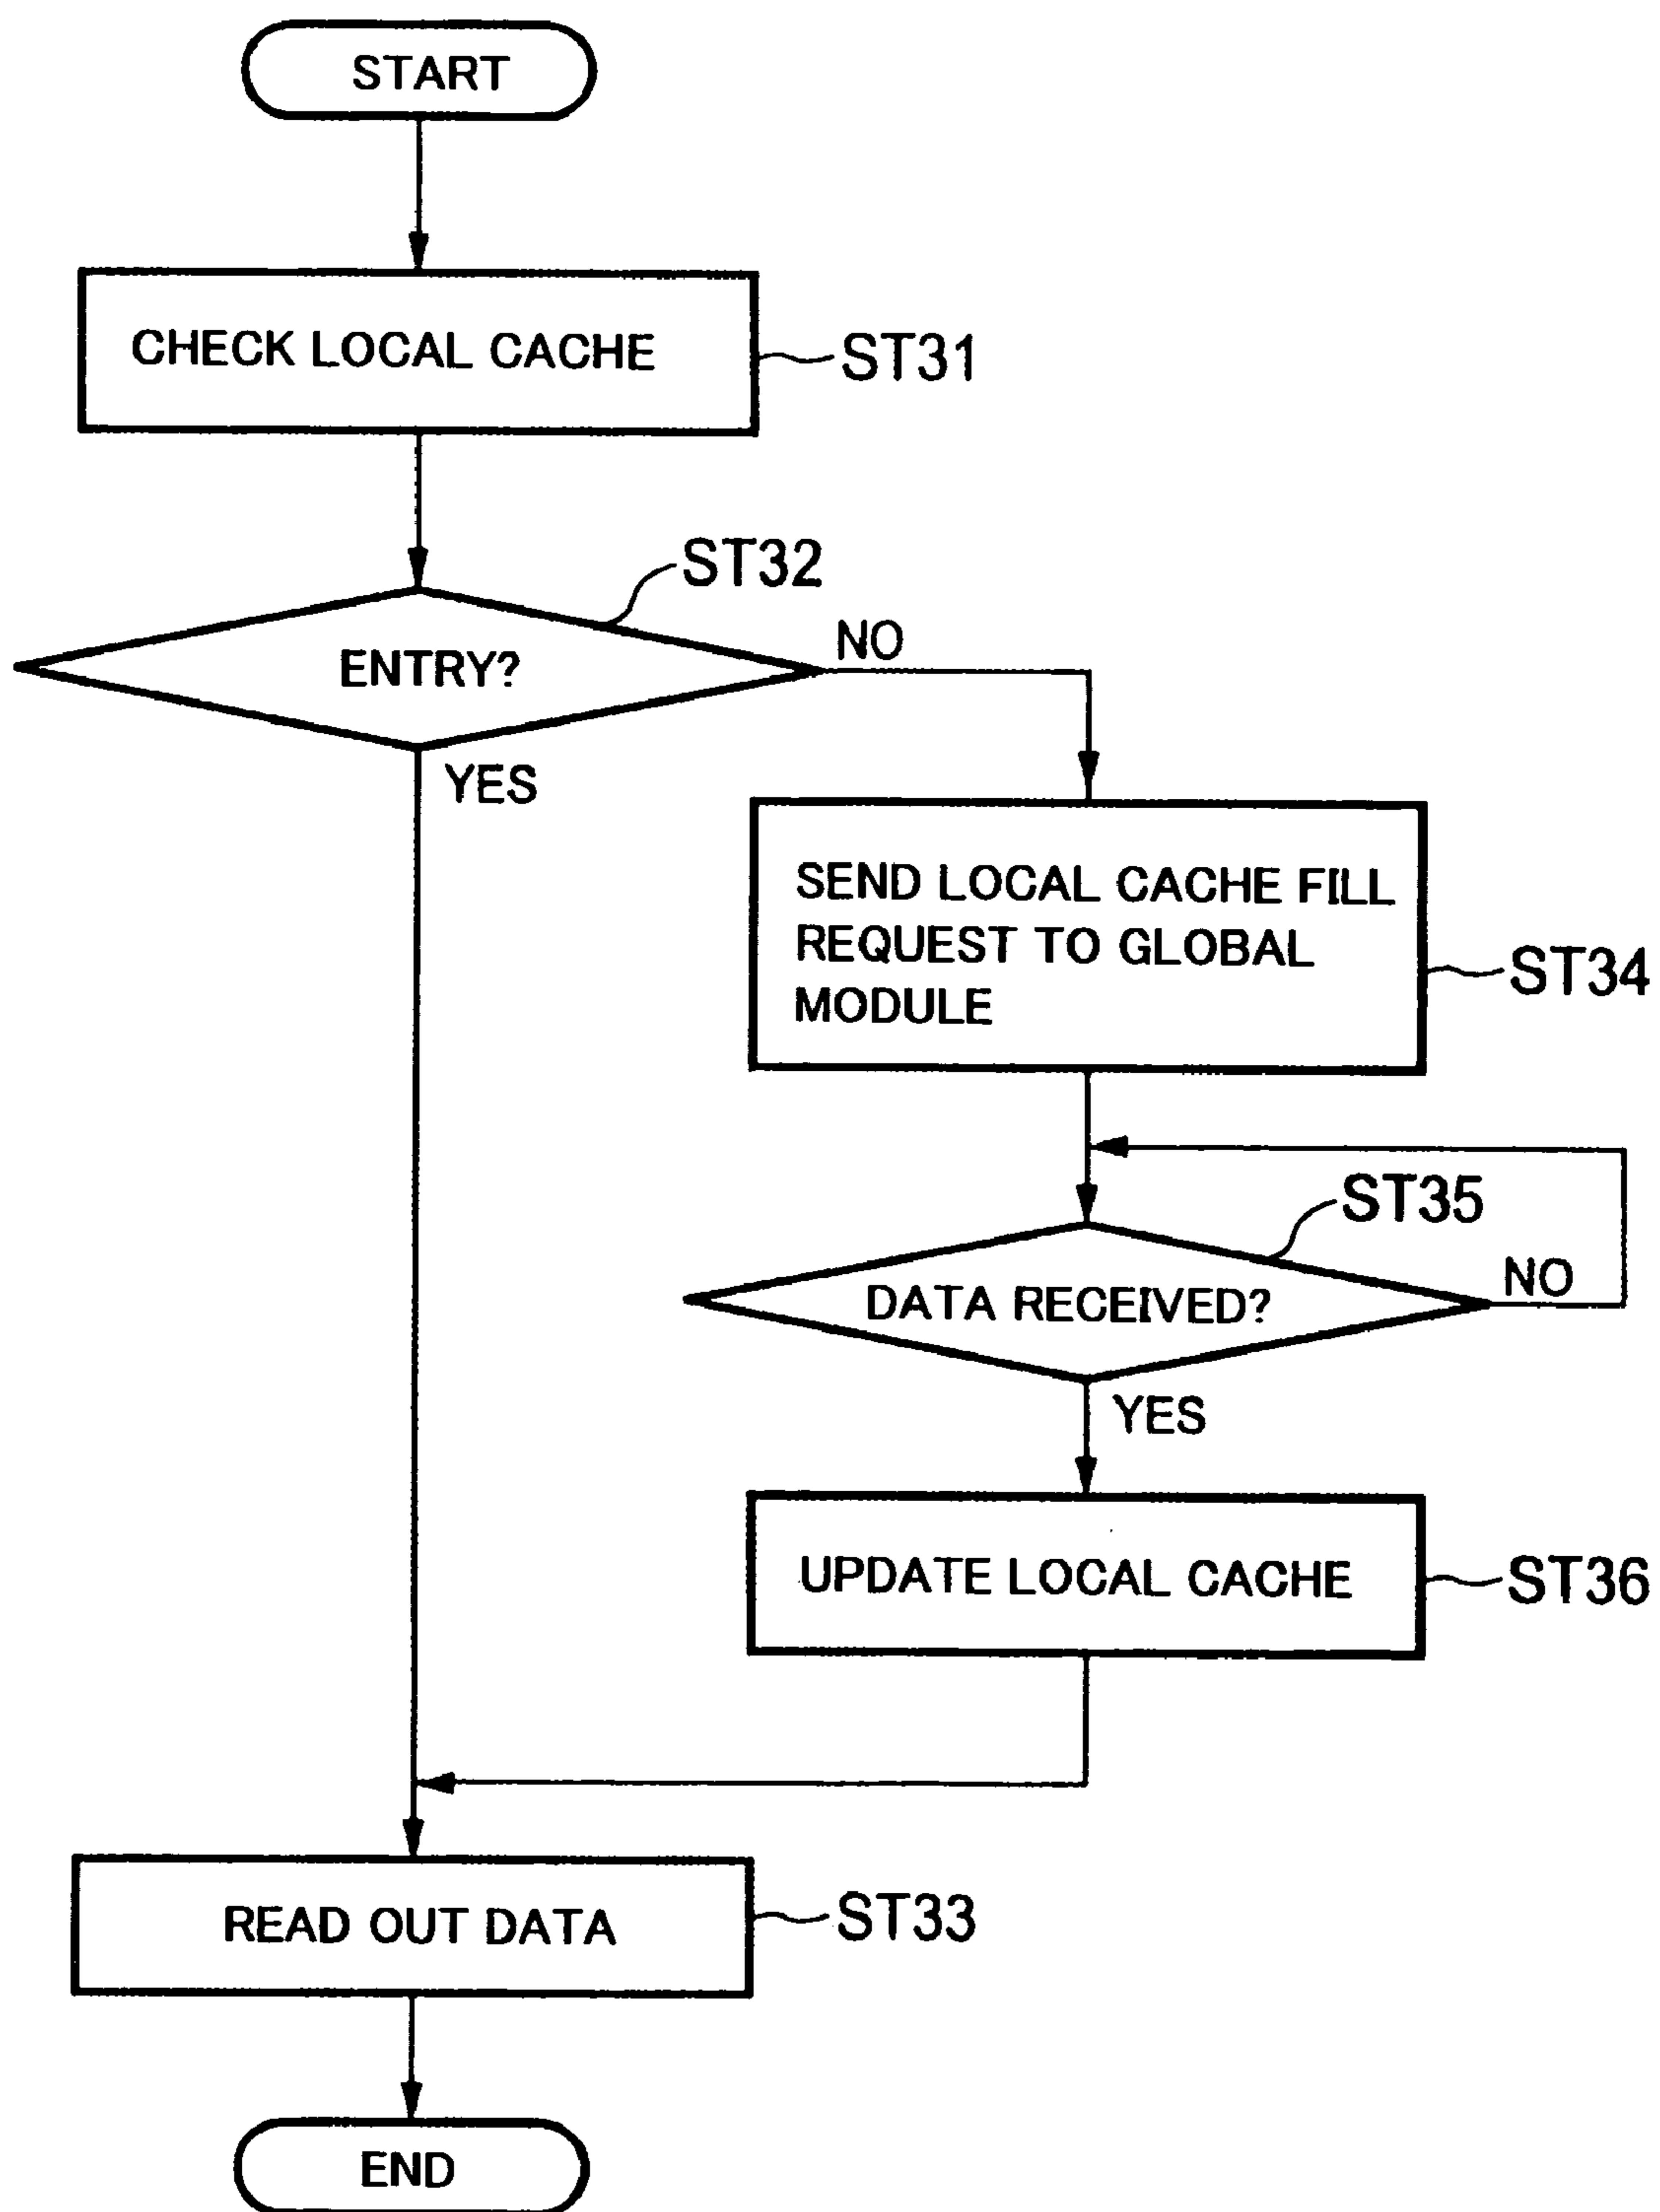 START
CHECK LOCAL CACHE
ST31
ST32
ENTRY?
NO
YES
SEND LOCAL CACHE FILL
REQUEST TO GLOBAL
MODULE
ST34
ST35
DATA RECEIVED?
NO
YES
UPDATE LOCAL CACHE
ST36
READ OUT DATA
ST33
END